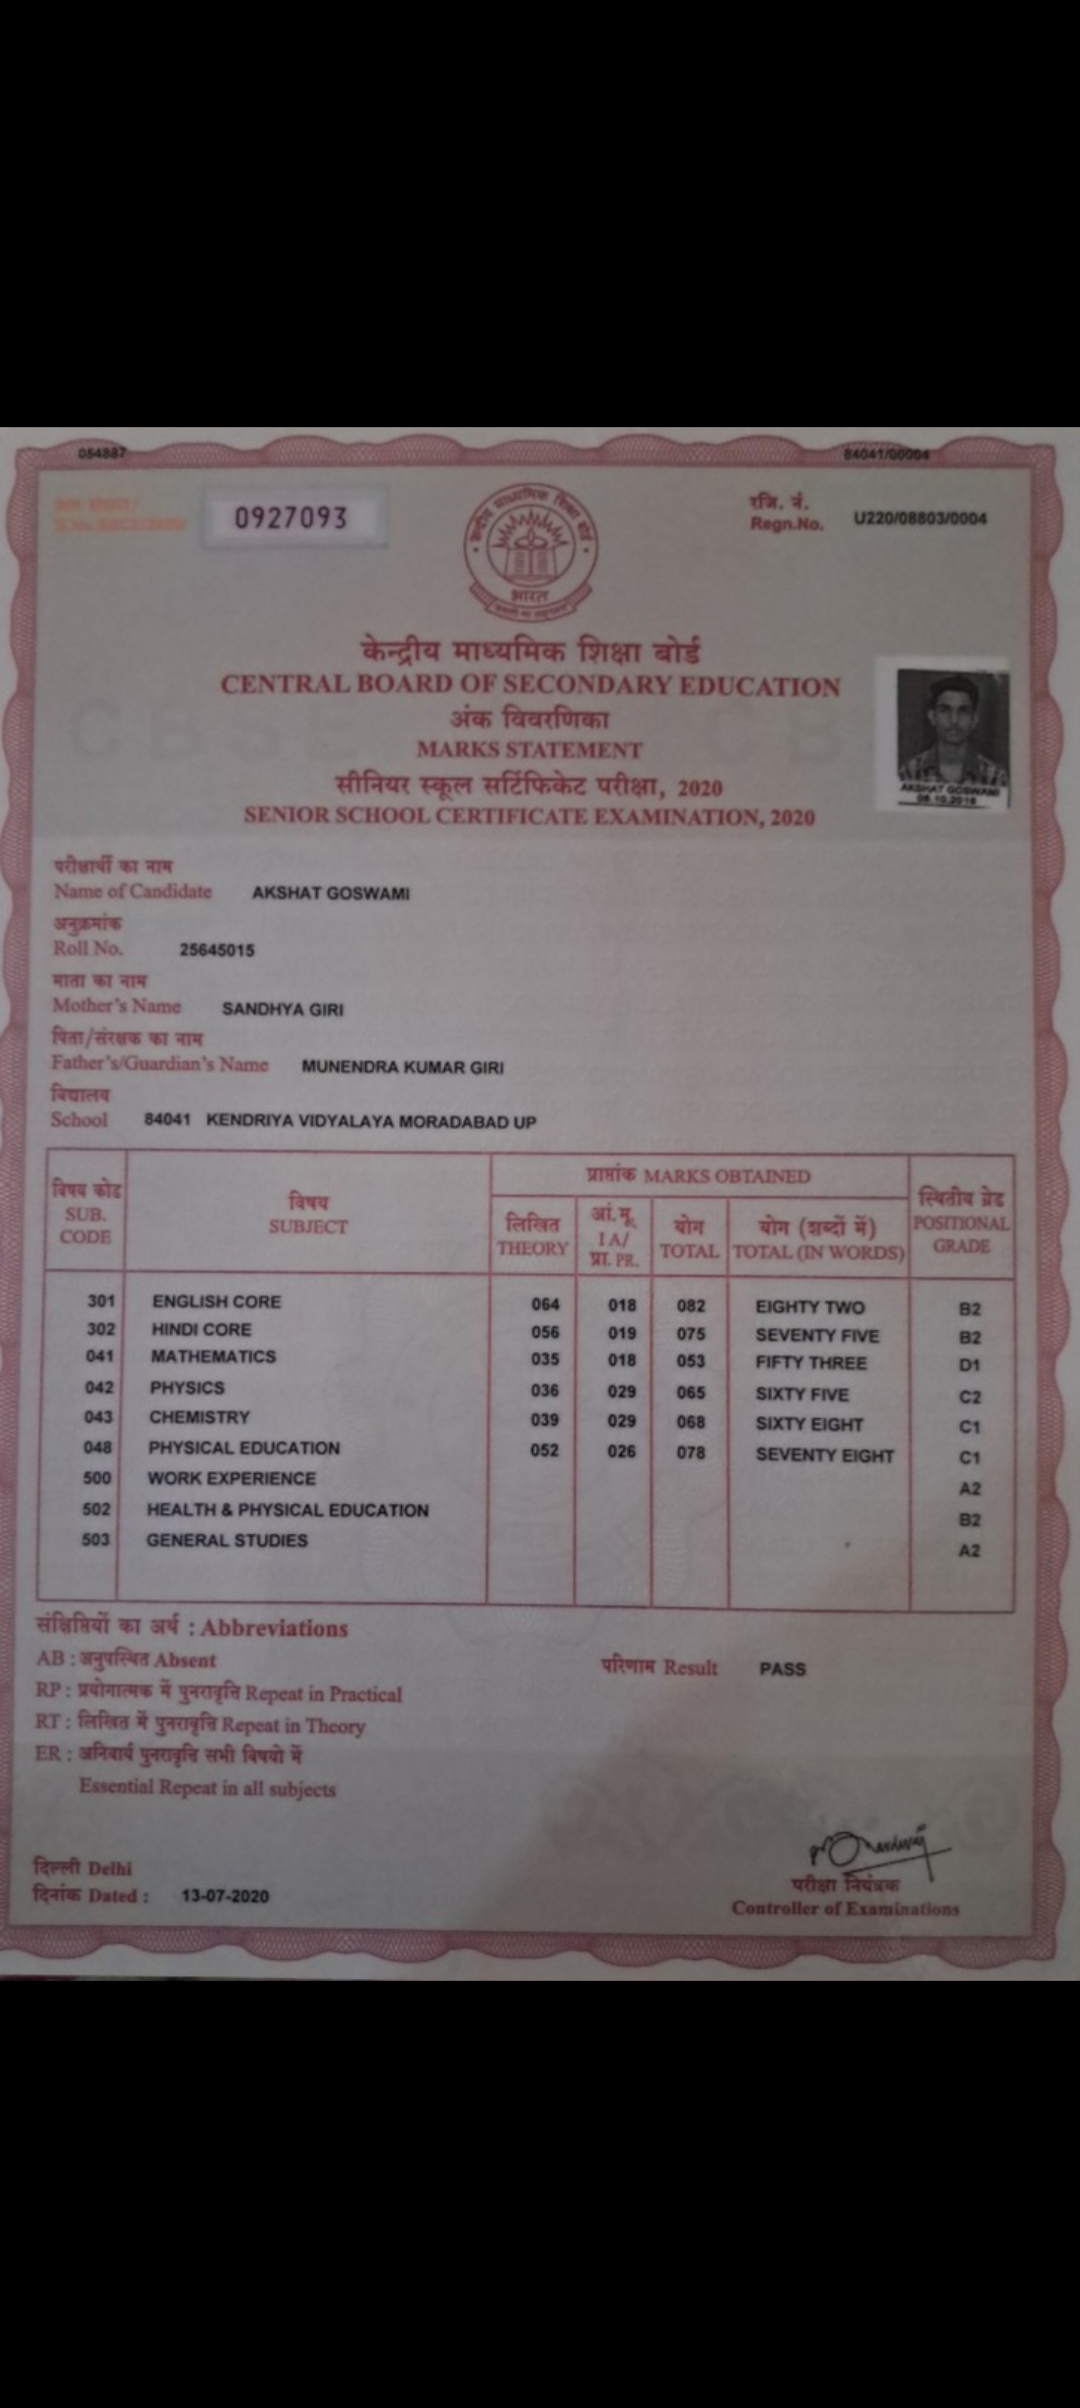 054887
84041/00004
0927093
रजि. नं.
Regn.No. U220/08803/0004
केन्द्रीय माध्यमिक शिक्षा बोर्ड
भारत
केन्द्रीय माध्यमिक शिक्षा बोर्ड
CENTRAL BOARD OF SECONDARY EDUCATION
अंक विवरणिका
MARKS STATEMENT
सीनियर स्कूल सर्टिफिकेट परीक्षा, 2020
SENIOR SCHOOL CERTIFICATE EXAMINATION, 2020
AKSHAT GOSWAMI
08.10.2018
परीक्षार्थी का नाम
Name of Candidate AKSHAT GOSWAMI
अनुक्रमांक
Roll No. 25645015
माता का नाम
Mother's Name SANDHYA GIRI
पिता/संरक्षक का नाम
Father's/Guardian's Name MUNENDRA KUMAR GIRI
विद्यालय
School 84041 KENDRIYA VIDYALAYA MORADABAD UP
विषय कोड SUB. CODE
विषय SUBJECT
प्राप्तांक MARKS OBTAINED
लिखित THEORY
आं.मू. I A/ प्रा. PR.
योग TOTAL
योग (शब्दों में) TOTAL (IN WORDS)
स्थितीय ग्रेड POSITIONAL GRADE
301 ENGLISH CORE 064 018 082 EIGHTY TWO B2
302 HINDI CORE 056 019 075 SEVENTY FIVE B2
041 MATHEMATICS 035 018 053 FIFTY THREE D1
042 PHYSICS 036 029 065 SIXTY FIVE C2
043 CHEMISTRY 039 029 068 SIXTY EIGHT C1
048 PHYSICAL EDUCATION 052 026 078 SEVENTY EIGHT C1
500 WORK EXPERIENCE A2
502 HEALTH & PHYSICAL EDUCATION B2
503 GENERAL STUDIES A2
संक्षिप्तियों का अर्थ : Abbreviations
AB : अनुपस्थित Absent
परिणाम Result PASS
RP : प्रयोगात्मक में पुनरावृत्ति Repeat in Practical
RT : लिखित में पुनरावृत्ति Repeat in Theory
ER : अनिवार्य पुनरावृत्ति सभी विषयो में
Essential Repeat in all subjects
दिल्ली Delhi
दिनांक Dated : 13-07-2020
परीक्षा नियंत्रक
Controller of Examinations